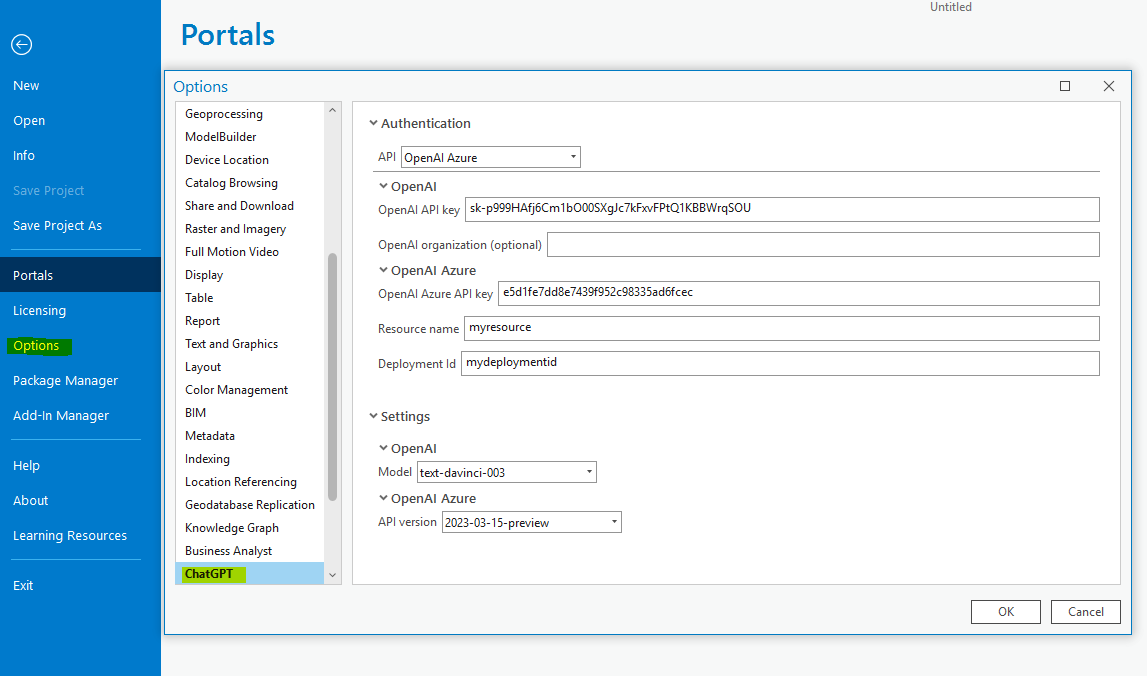 Untitled
Portals
New
Open
Info
Save Project
Save Project As
Portals
Licensing
Options
Package Manager
Add-In Manager
Help
About
Learning Resources
Exit
Options
Geoprocessing
ModelBuilder
Device Location
Catalog Browsing
Share and Download
Raster and Imagery
Full Motion Video
Display
Table
Report
Text and Graphics
Layout
Color Management
BIM
Metadata
Indexing
Location Referencing
Geodatabase Replication
Knowledge Graph
Business Analyst
ChatGPT
Authentication
API OpenAI Azure
OpenAI
OpenAI API key sk-p999HAfj6Cm1bO00SXgJc7kFxvFPtQ1KBBWrqSOU
OpenAI organization (optional)
OpenAI Azure
OpenAI Azure API key e5d1fe7dd8e7439f952c98335ad6fcec
Resource name myresource
Deployment Id mydeploymentid
Settings
OpenAI
Model text-davinci-003
OpenAI Azure
API version 2023-03-15-preview
OK Cancel